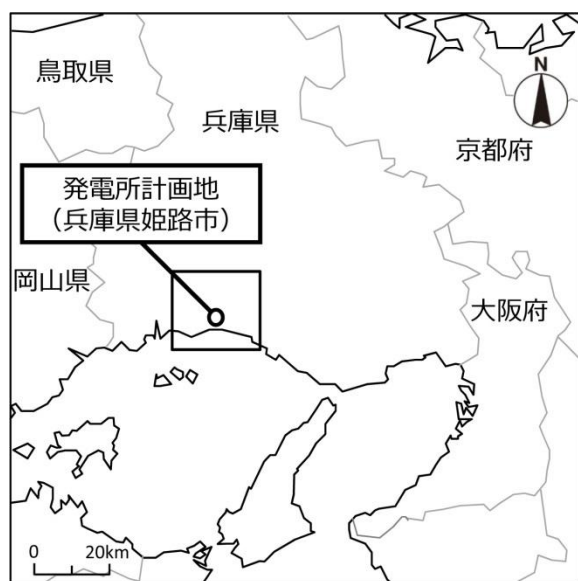 鳥取県
兵庫県
N
京都府
発電所計画地
（兵庫県姫路市）
岡山県
大阪府
0 20km